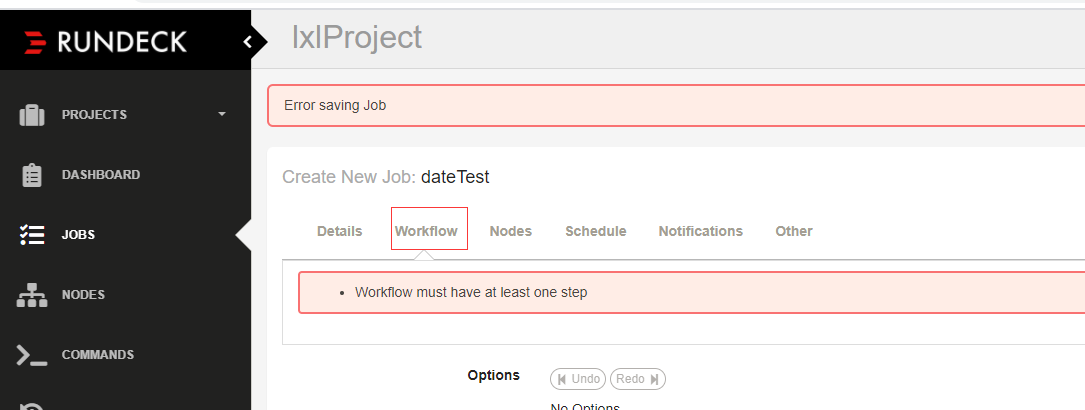 RUNDECK
lxlProject
Error saving Job
PROJECTS
DASHBOARD
JOBS
NODES
COMMANDS
Create New Job: dateTest
Details Workflow Nodes Schedule Notifications Other
Workflow must have at least one step
Options Undo Redo
No Options